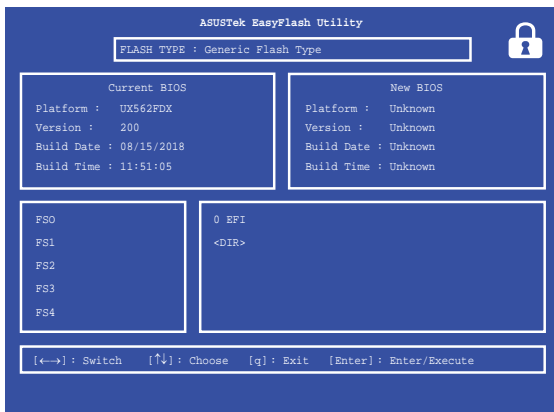 ASUSTek EasyFlash Utility
FLASH TYPE : Generic Flash Type
Current BIOS
Platform : UX562FDX
Version : 200
Build Date : 08/15/2018
Build Time : 11:51:05
New BIOS
Platform : Unknown
Version : Unknown
Build Date : Unknown
Build Time : Unknown
FS0
FS1
FS2
FS3
FS4
0 EFI
<DIR>
[←→]: Switch [↑↓]: Choose [q]: Exit [Enter]: Enter/Execute